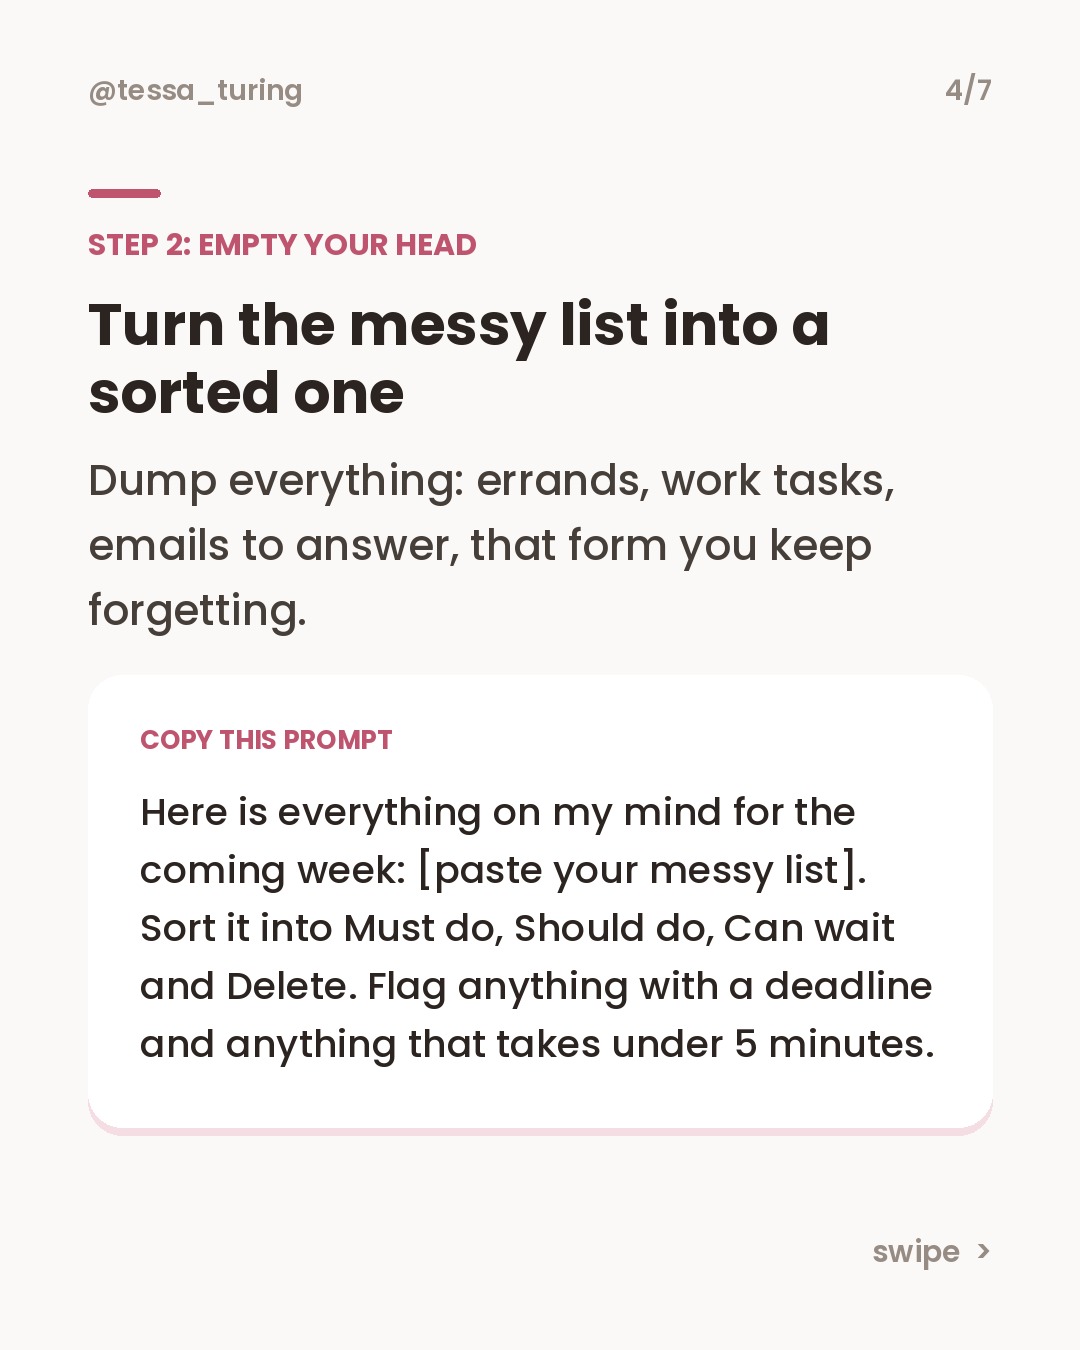 @tessa_turing
4/7
STEP 2: EMPTY YOUR HEAD
Turn the messy list into a
sorted one
Dump everything: errands, work tasks,
emails to answer, that form you keep
forgetting.
COPY THIS PROMPT
Here is everything on my mind for the
coming week: [paste your messy list].
Sort it into Must do, Should do, Can wait
and Delete. Flag anything with a deadline
and anything that takes under 5 minutes.
swipe >